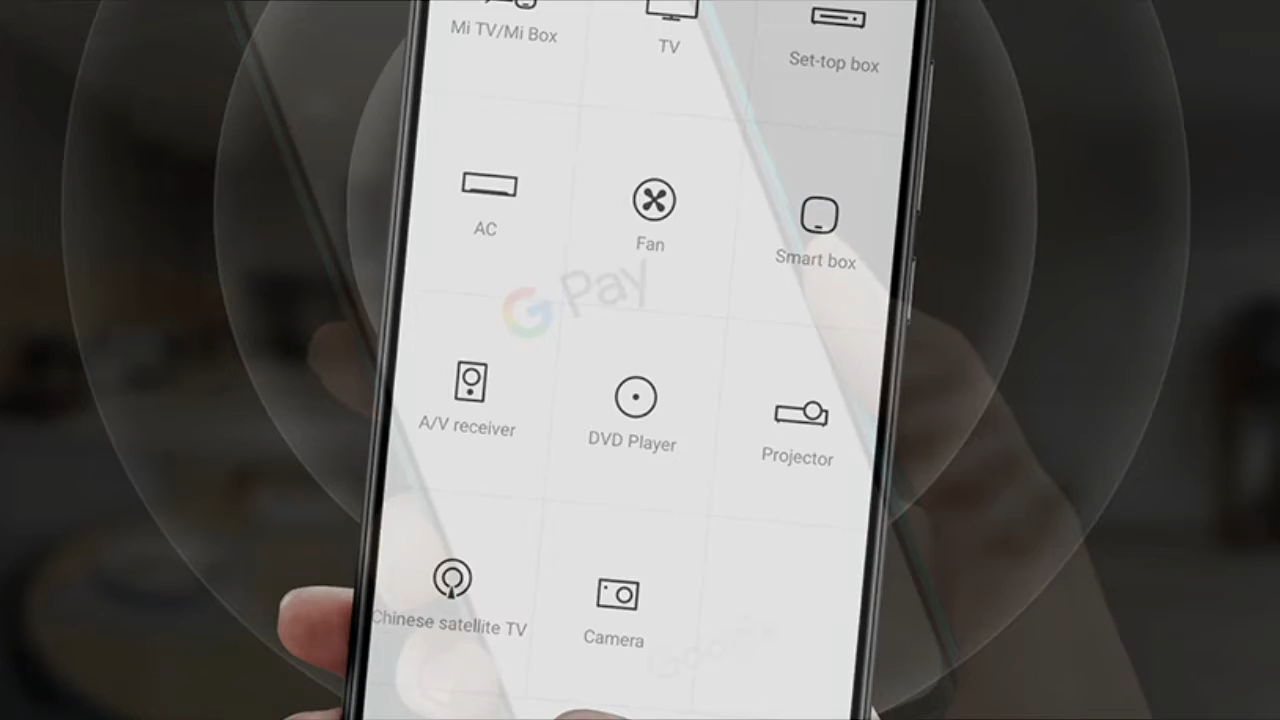 Mi TV/Mi Box
TV
Set-top box
AC
Fan
Smart box
G Pay
A/V receiver
DVD Player
Projector
Chinese satellite TV
Camera